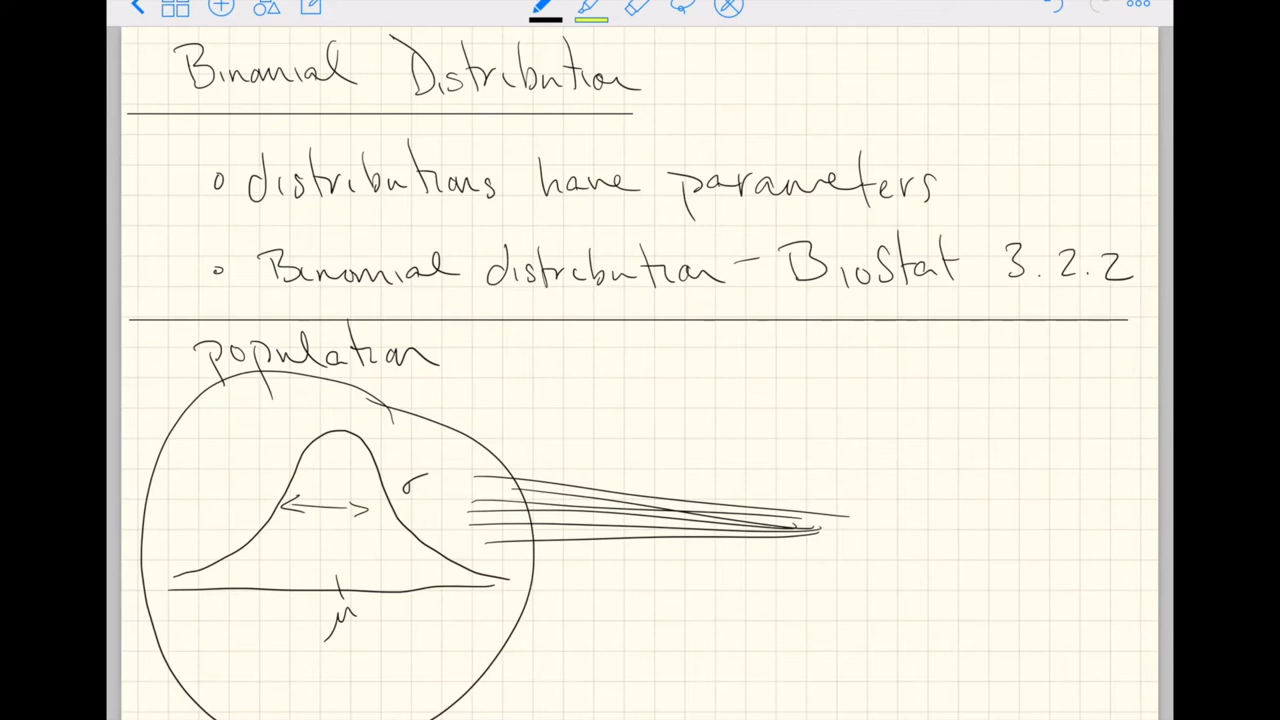 Binomial Distribution
○ distributions have parameters
○ Binomial distribution - BioStat 3.2.2
population
σ
μ